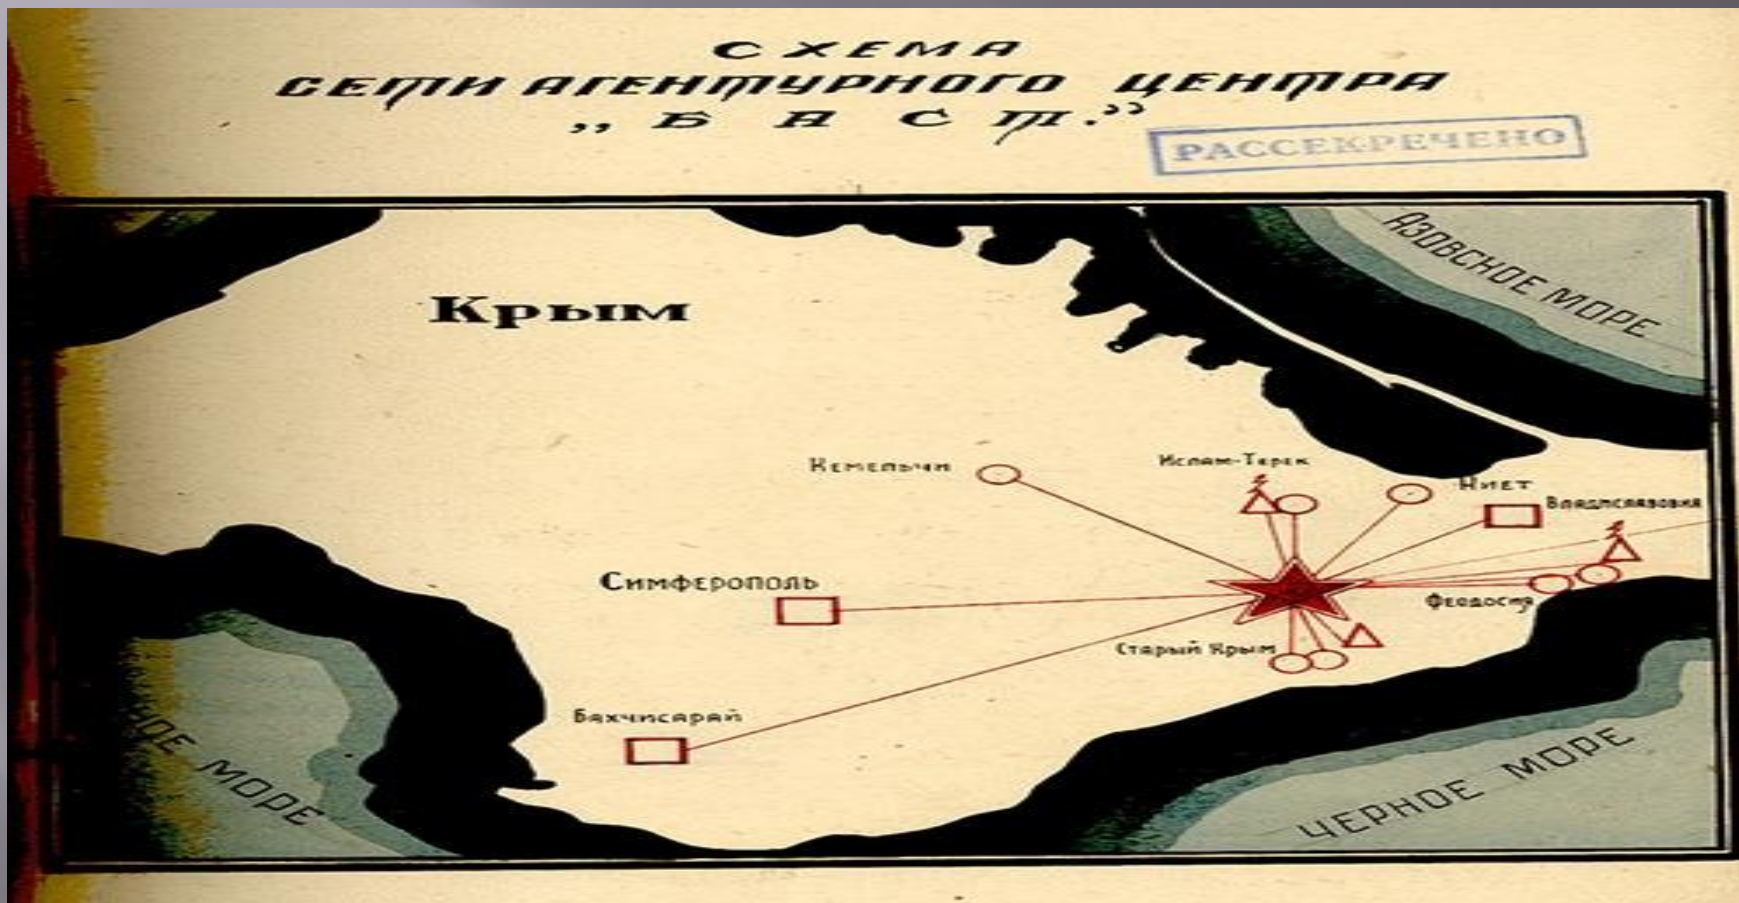 СХЕМА
СЕТИ АГЕНТУРНОГО ЦЕНТРА
„БАСТ.”
РАССЕКРЕЧЕНО
АЗОВСКОЕ МОРЕ
Крым
Кемельчи
Ислам-Терек
Киет
Владиславовка
Симферополь
Феодосия
Старый Крым
Бахчисарай
НОЕ МОРЕ
ЧЕРНОЕ МОРЕ